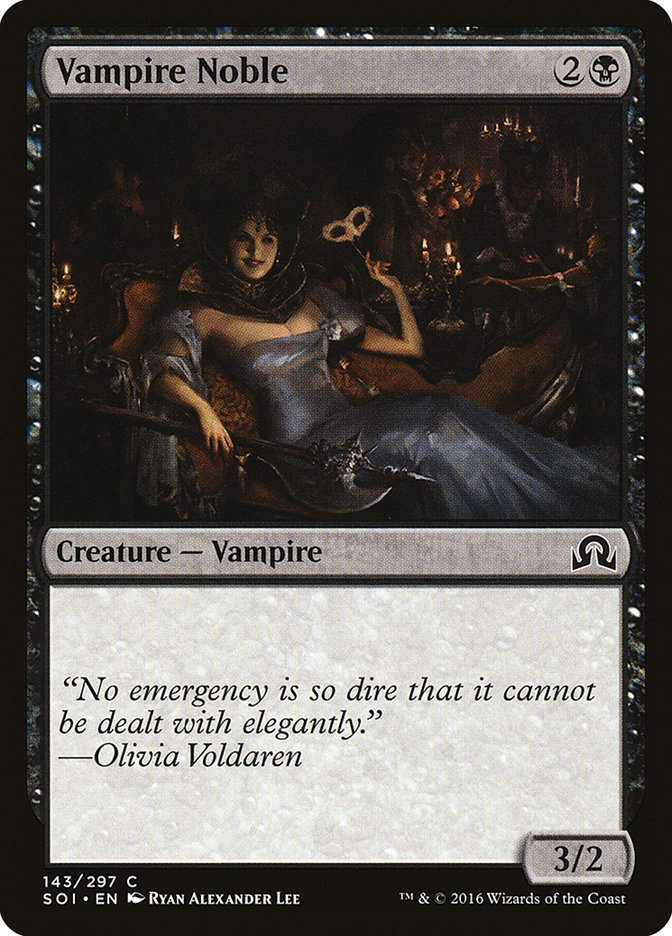 Vampire Noble 2
Creature — Vampire
“No emergency is so dire that it cannot
be dealt with elegantly.”
—Olivia Voldaren
3/2
143/297 C
SOI • EN Ryan Alexander Lee
™ & © 2016 Wizards of the Coast